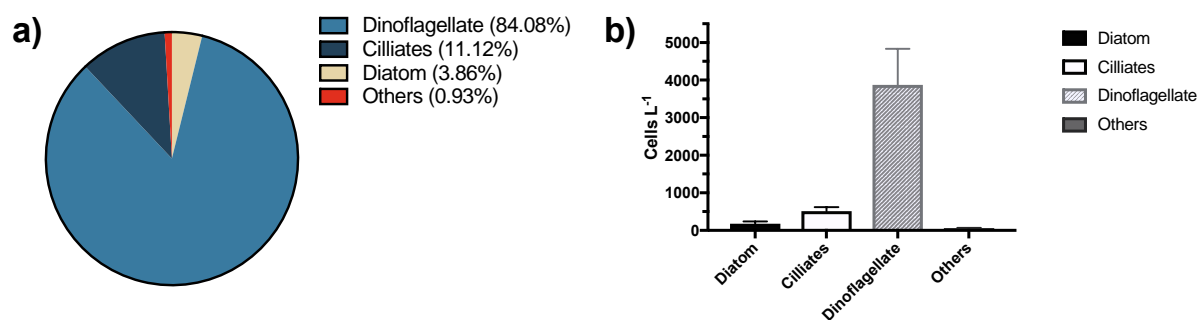 a)
Dinoflagellate (84.08%)
Cilliates (11.12%)
Diatom (3.86%)
Others (0.93%)
b)
Cells L-1
5000
4000
3000
2000
1000
0
Diatom
Cilliates
Dinoflagellate
Others
Diatom
Cilliates
Dinoflagellate
Others